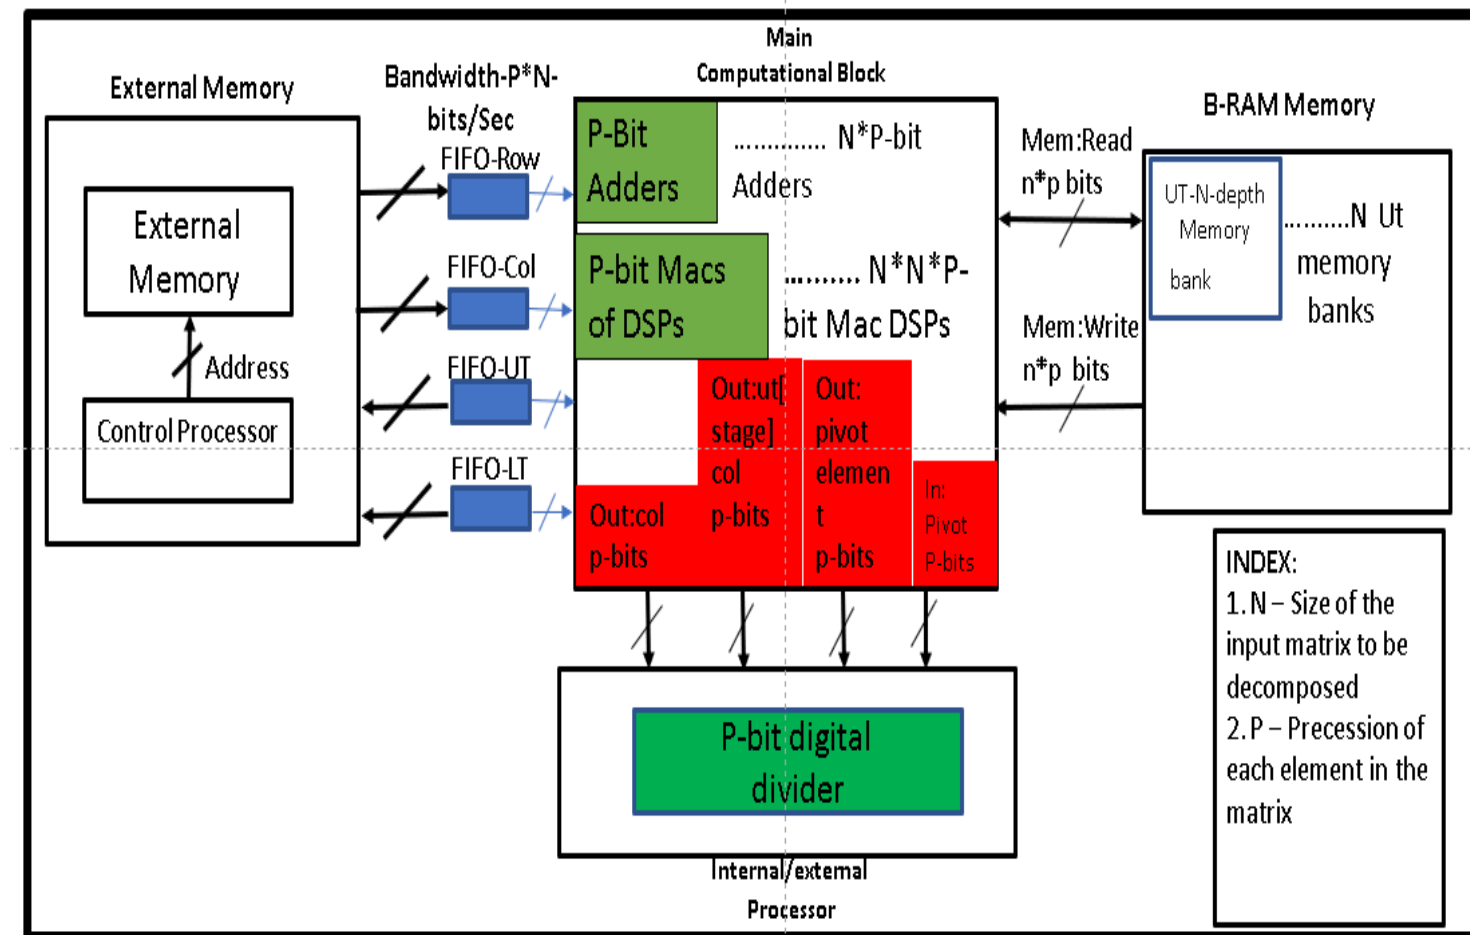 Main
Computational Block
External Memory
Bandwidth-P*N-
bits/Sec
B-RAM Memory
External
Memory
Address
Control Processor
FIFO-Row
FIFO-Col
FIFO-UT
FIFO-LT
P-Bit
Adders
............. N*P-bit
Adders
P-bit Macs
of DSPs
.......... N*N*P-
bit Mac DSPs
Out:col
p-bits
Out:ut[
stage]
col
p-bits
Out:
pivot
elemen
t
p-bits
In:
Pivot
P-bits
Mem:Read
n*p bits
Mem:Write
n*p bits
UT-N-depth
Memory
bank
..........N Ut
memory
banks
P-bit digital
divider
Internal/external
Processor
INDEX:
1. N – Size of the
input matrix to be
decomposed
2. P – Precession of
each element in the
matrix